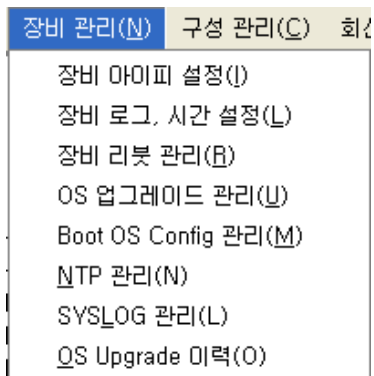 장비 관리(N) 구성 관리(C)
장비 아이피 설정(I)
장비 로그, 시간 설정(L)
장비 리붓 관리(R)
OS 업그레이드 관리(U)
Boot OS Config 관리(M)
NTP 관리(N)
SYSLOG 관리(L)
OS Upgrade 이력(O)